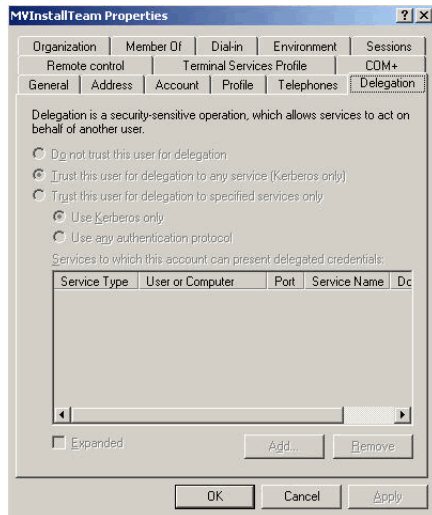 MVInstallTeam Properties
Organization Member Of Dial-in Environment Sessions
Remote control Terminal Services Profile COM+
General Address Account Profile Telephones Delegation
Delegation is a security-sensitive operation, which allows services to act on
behalf of another user.
Do not trust this user for delegation
Trust this user for delegation to any service (Kerberos only)
Trust this user for delegation to specified services only
Use Kerberos only
Use any authentication protocol
Services to which this account can present delegated credentials:
Service Type User or Computer Port Service Name Dc
Expanded Add... Remove
OK Cancel Apply